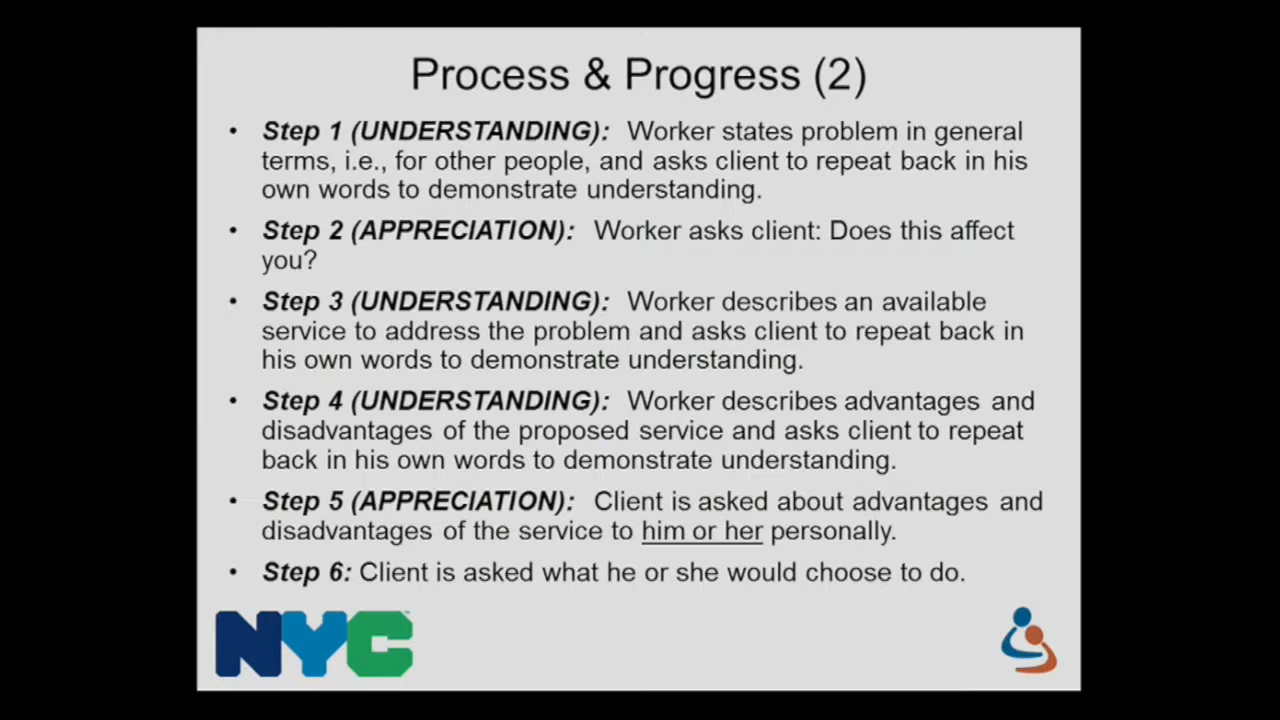 Process & Progress (2)
• Step 1 (UNDERSTANDING): Worker states problem in general
terms, i.e., for other people, and asks client to repeat back in his
own words to demonstrate understanding.
• Step 2 (APPRECIATION): Worker asks client: Does this affect
you?
• Step 3 (UNDERSTANDING): Worker describes an available
service to address the problem and asks client to repeat back in
his own words to demonstrate understanding.
• Step 4 (UNDERSTANDING): Worker describes advantages and
disadvantages of the proposed service and asks client to repeat
back in his own words to demonstrate understanding.
• Step 5 (APPRECIATION): Client is asked about advantages and
disadvantages of the service to him or her personally.
• Step 6: Client is asked what he or she would choose to do.
NYC